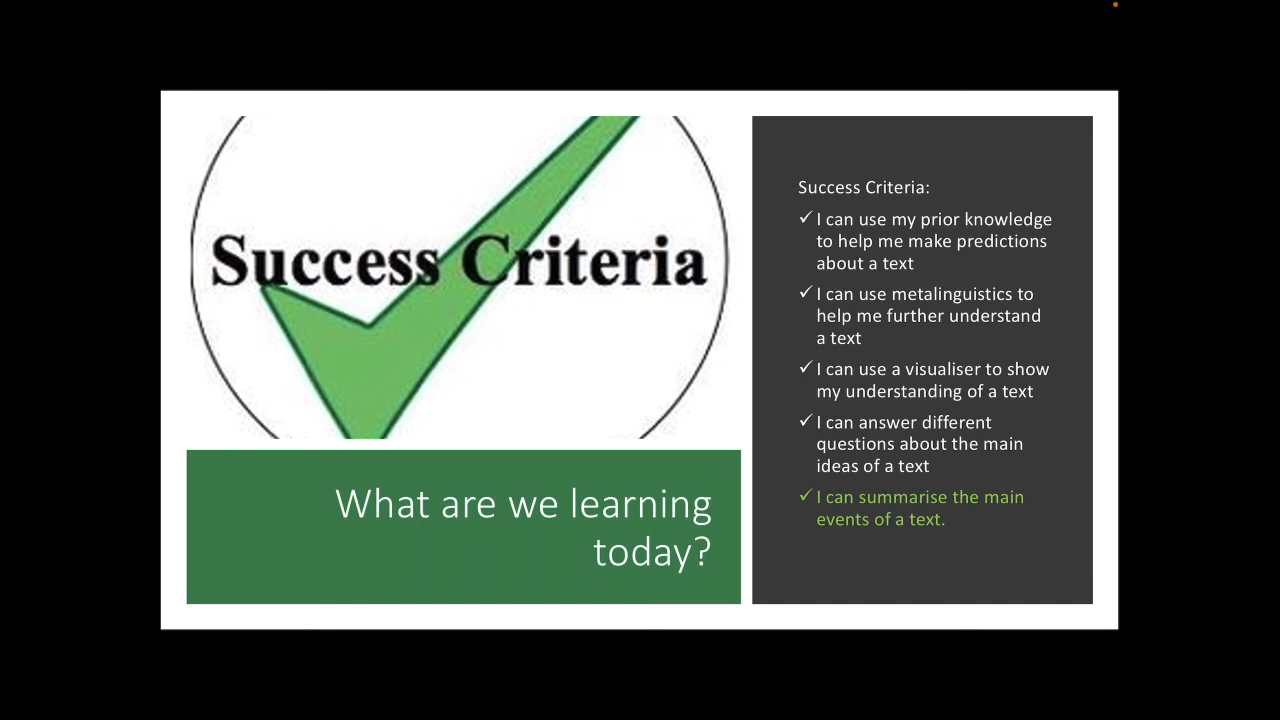 Success Criteria
What are we learning
today?
Success Criteria:
✓ I can use my prior knowledge
to help me make predictions
about a text
✓ I can use metalinguistics to
help me further understand
a text
✓ I can use a visualiser to show
my understanding of a text
✓ I can answer different
questions about the main
ideas of a text
✓ I can summarise the main
events of a text.